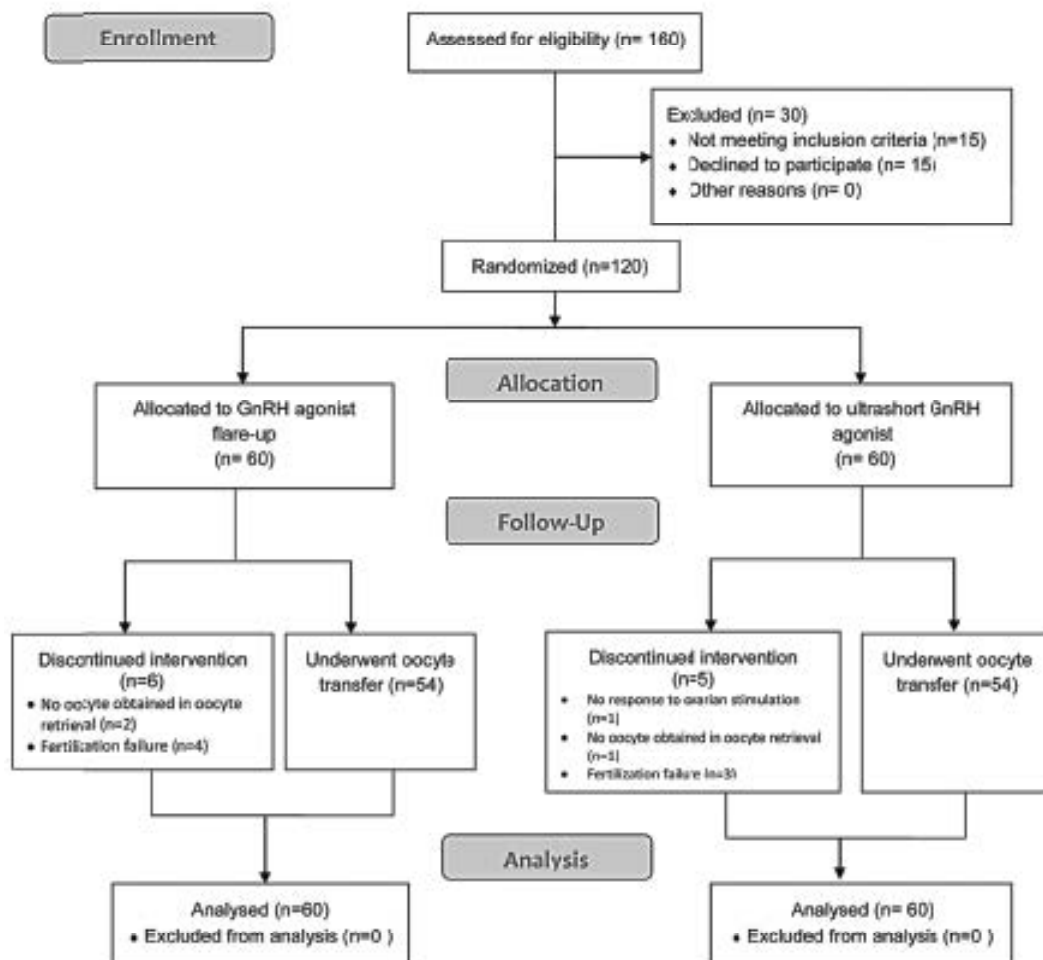 Enrollment
Assessed for eligibility (n= 160)
Excluded (n= 30)
♦ Not meeting inclusion criteria (n=15)
♦ Declined to participate (n= 15)
♦ Other reasons (n= 0)
Randomized (n=120)
Allocation
Allocated to GnRH agonist
flare-up
(n= 60)
Allocated to ultrashort GnRH
agonist
(n= 60)
Follow-Up
Discontinued intervention
(n=6)
• No oocyte obtained in oocyte
retrieval (n=2)
• Fertilization failure (n=4)
Underwent oocyte
transfer (n=54)
Discontinued intervention
(n=5)
• No response to ovarian stimulation
(n=1)
• No oocyte obtained in oocyte retrieval
(n=1)
• Fertilization failure (n=3)
Underwent oocyte
transfer (n=54)
Analysis
Analysed (n=60)
♦ Excluded from analysis (n=0 )
Analysed (n= 60)
♦ Excluded from analysis (n=0 )